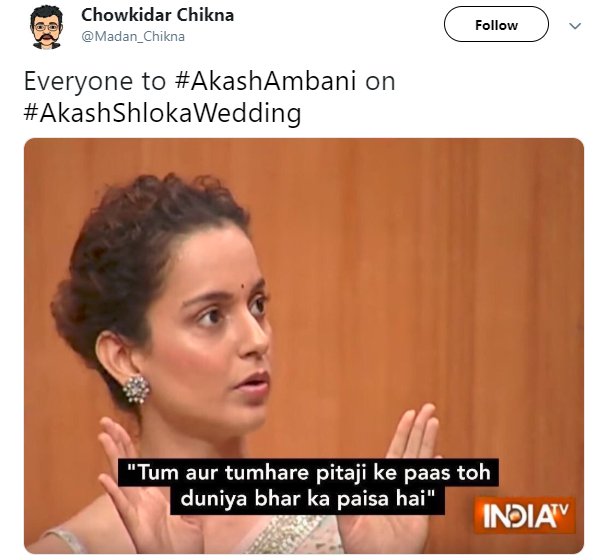 Chowkidar Chikna
@Madan_Chikna
Follow
Everyone to #AkashAmbani on
#AkashShlokaWedding
"Tum aur tumhare pitaji ke paas toh
duniya bhar ka paisa hai"
INDIA TV